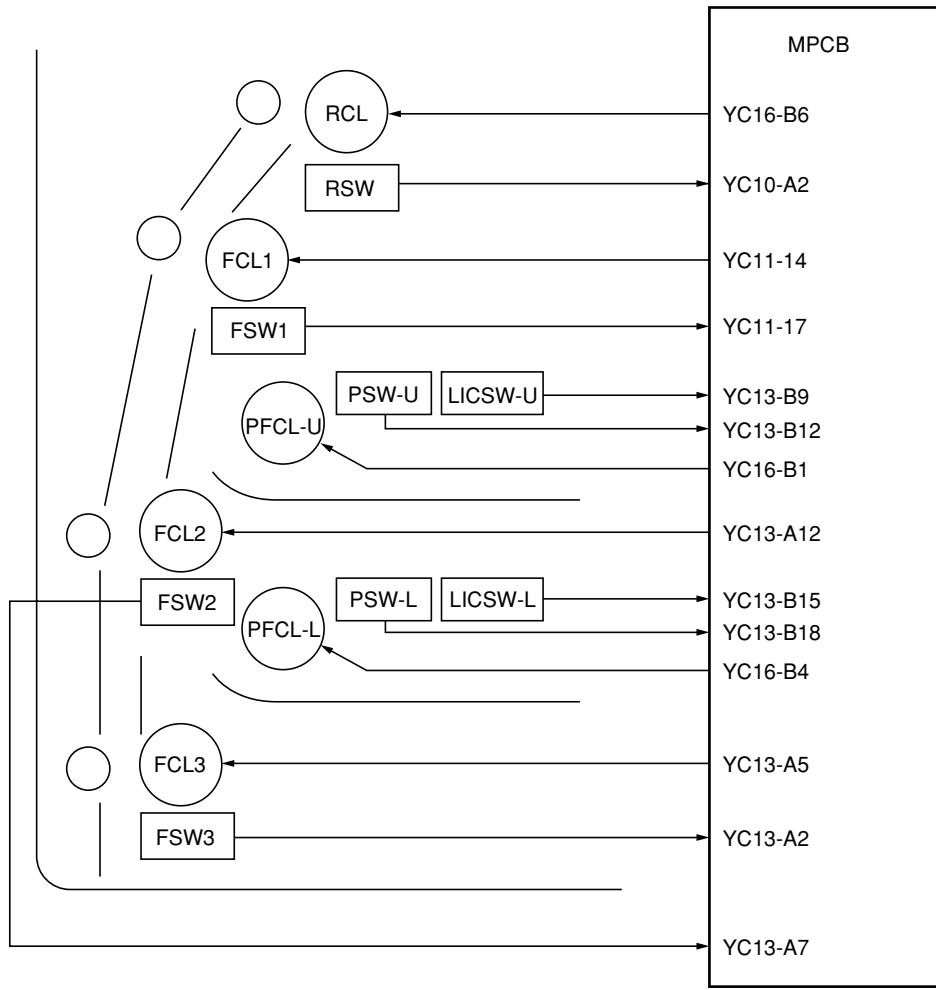 MPCB
RCL
YC16-B6
RSW
YC10-A2
FCL1
YC11-14
FSW1
YC11-17
PSW-U
LICSW-U
YC13-B9
PFCL-U
YC13-B12
YC16-B1
FCL2
YC13-A12
FSW2
PSW-L
LICSW-L
YC13-B15
PFCL-L
YC13-B18
YC16-B4
FCL3
YC13-A5
FSW3
YC13-A2
YC13-A7